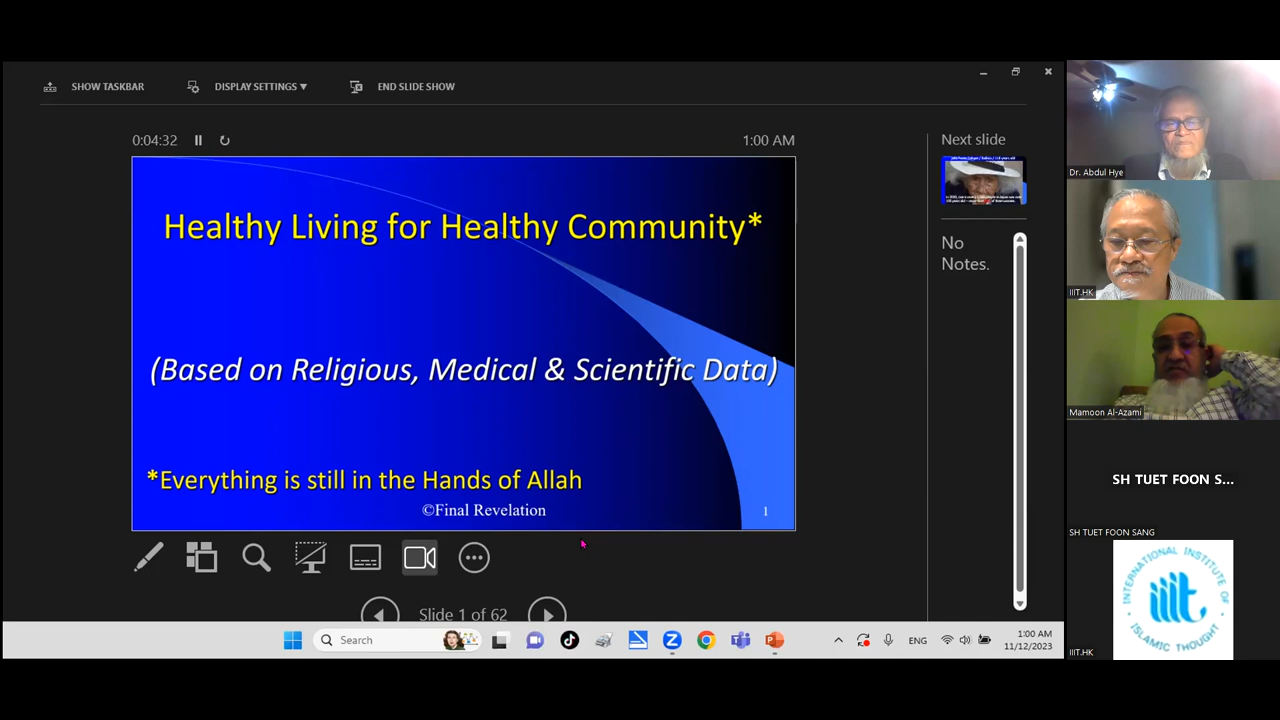 SHOW TASKBAR
DISPLAY SETTINGS ▾
END SLIDE SHOW
0:04:32
1:00 AM
Next slide
Healthy Living for Healthy Community*
(Based on Religious, Medical & Scientific Data)
*Everything is still in the Hands of Allah
©Final Revelation
1
No
Notes.
Slide 1 of 62
Search
ENG
1:00 AM
11/12/2023
Dr. Abdul Hye
IIIT.HK
Mamoon Al-Azami
SH TUET FOON S...
SH TUET FOON SANG
INTERNATIONAL INSTITUTE OF
iiit
ISLAMIC THOUGHT
IIIT.HK